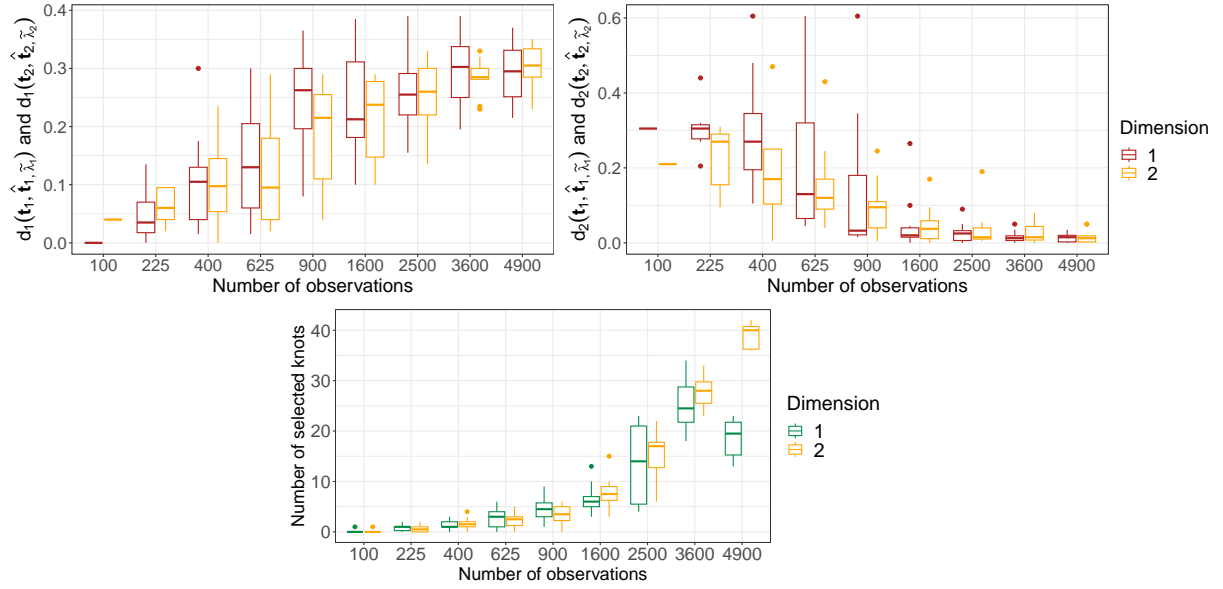 d₁(t₁, t̂₁,λ̃₁) and d₁(t₂, t̂₂,λ̃₂)
0.4
0.3
0.2
0.1
0.0
100 225 400 625 900 1600 2500 3600 4900
Number of observations
d₂(t₁, t̂₁,λ̃₁) and d₂(t₂, t̂₂,λ̃₂)
0.6
0.4
0.2
0.0
100 225 400 625 900 1600 2500 3600 4900
Number of observations
Dimension
1
2
Number of selected knots
40
30
20
10
0
100 225 400 625 900 1600 2500 3600 4900
Number of observations
Dimension
1
2